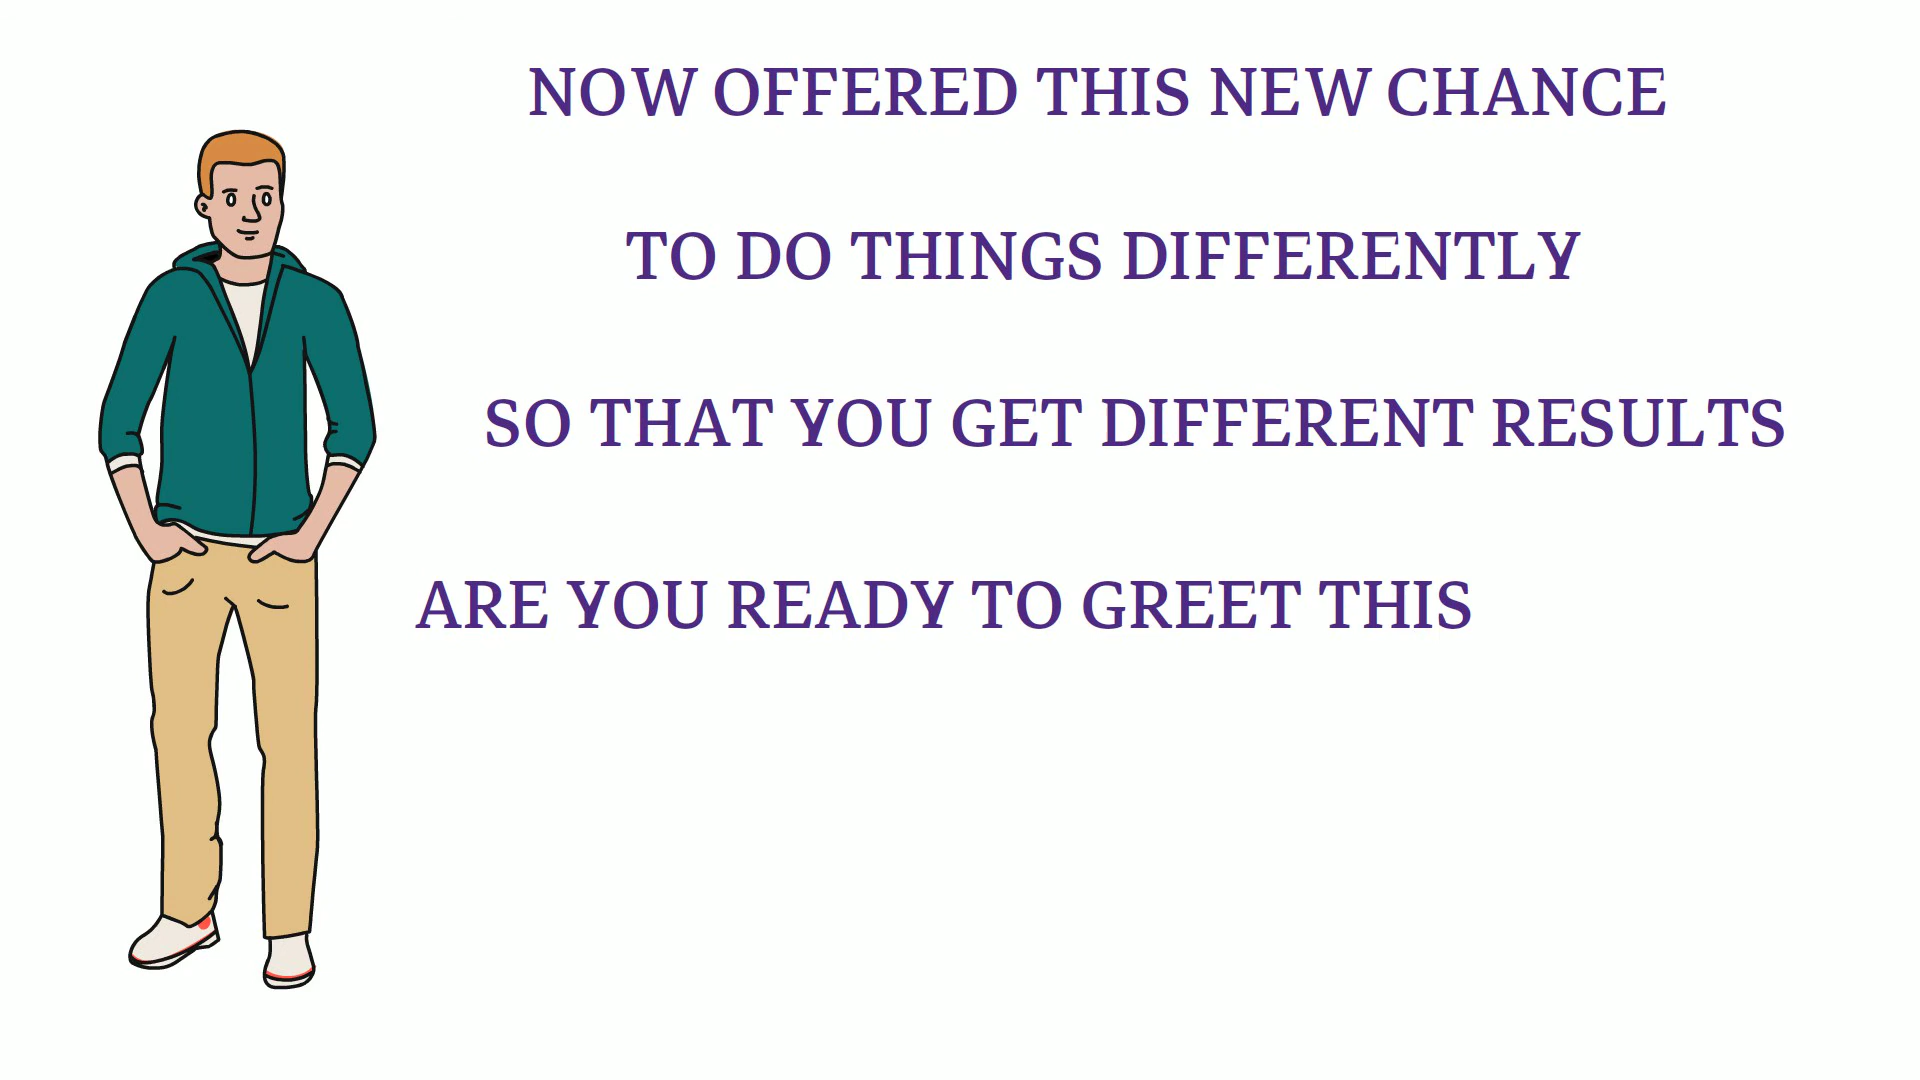 NOW OFFERED THIS NEW CHANCE
TO DO THINGS DIFFERENTLY
SO THAT YOU GET DIFFERENT RESULTS
ARE YOU READY TO GREET THIS